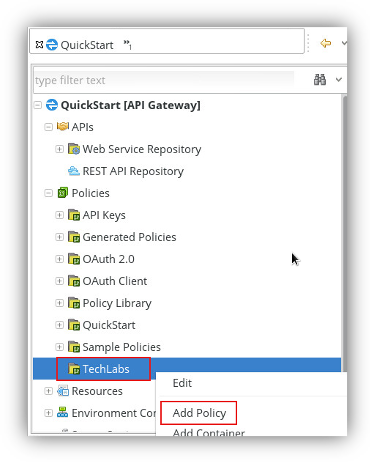 QuickStart
type filter text
QuickStart [API Gateway]
APIs
Web Service Repository
REST API Repository
Policies
API Keys
Generated Policies
OAuth 2.0
OAuth Client
Policy Library
QuickStart
Sample Policies
TechLabs
Edit
Resources
Add Policy
Environment Co
Add Container